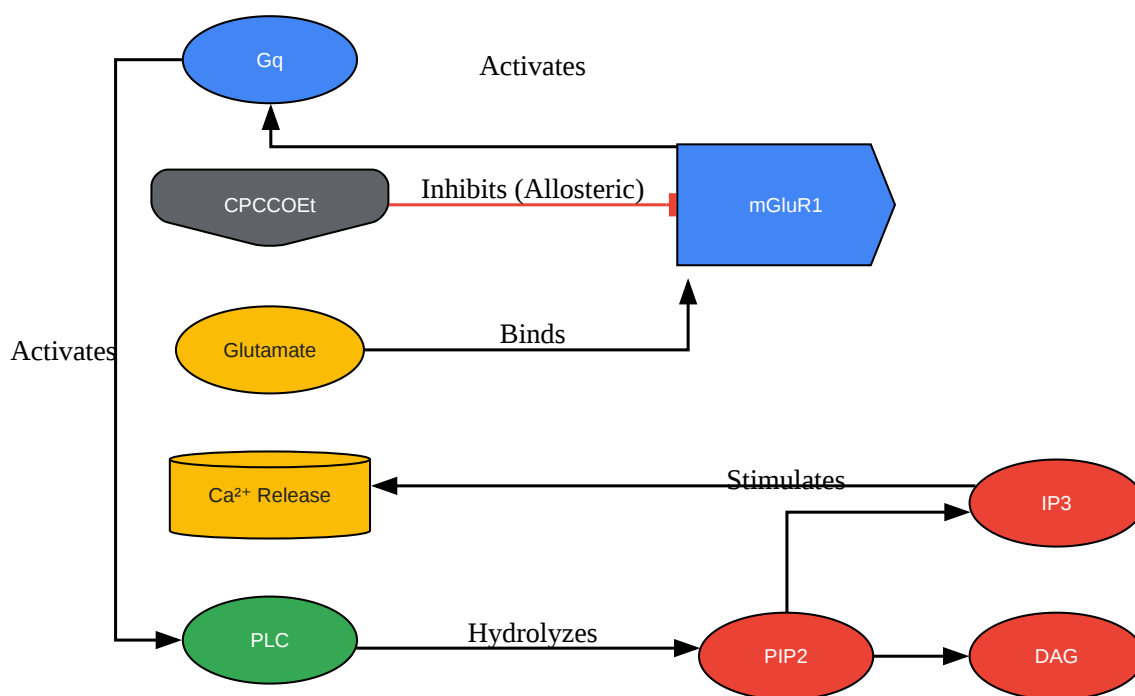 Gq
Activates
CPCCOEt
Inhibits (Allosteric)
mGluR1
Glutamate
Binds
Activates
Ca²⁺ Release
Stimulates
IP3
PLC
Hydrolyzes
PIP2
DAG